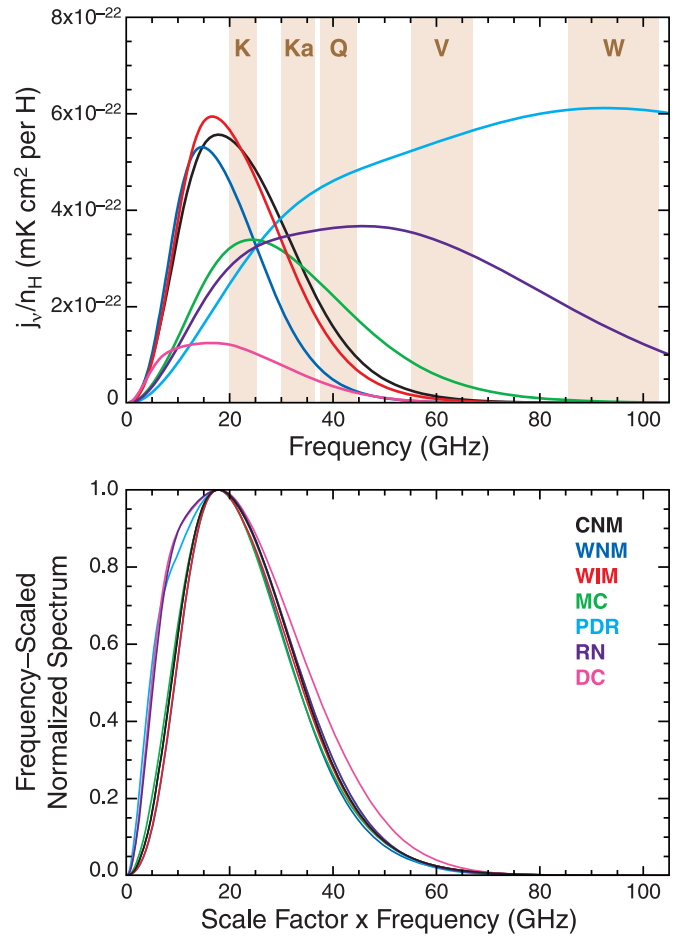 8x10⁻²²
6x10⁻²²
4x10⁻²²
2x10⁻²²
0
jᵥ/n_H (mK cm² per H)
K Ka Q V W
0 20 40 60 80 100
Frequency (GHz)
1.0
0.8
0.6
0.4
0.2
0.0
Frequency–Scaled
Normalized Spectrum
CNM
WNM
WIM
MC
PDR
RN
DC
0 20 40 60 80 100
Scale Factor x Frequency (GHz)